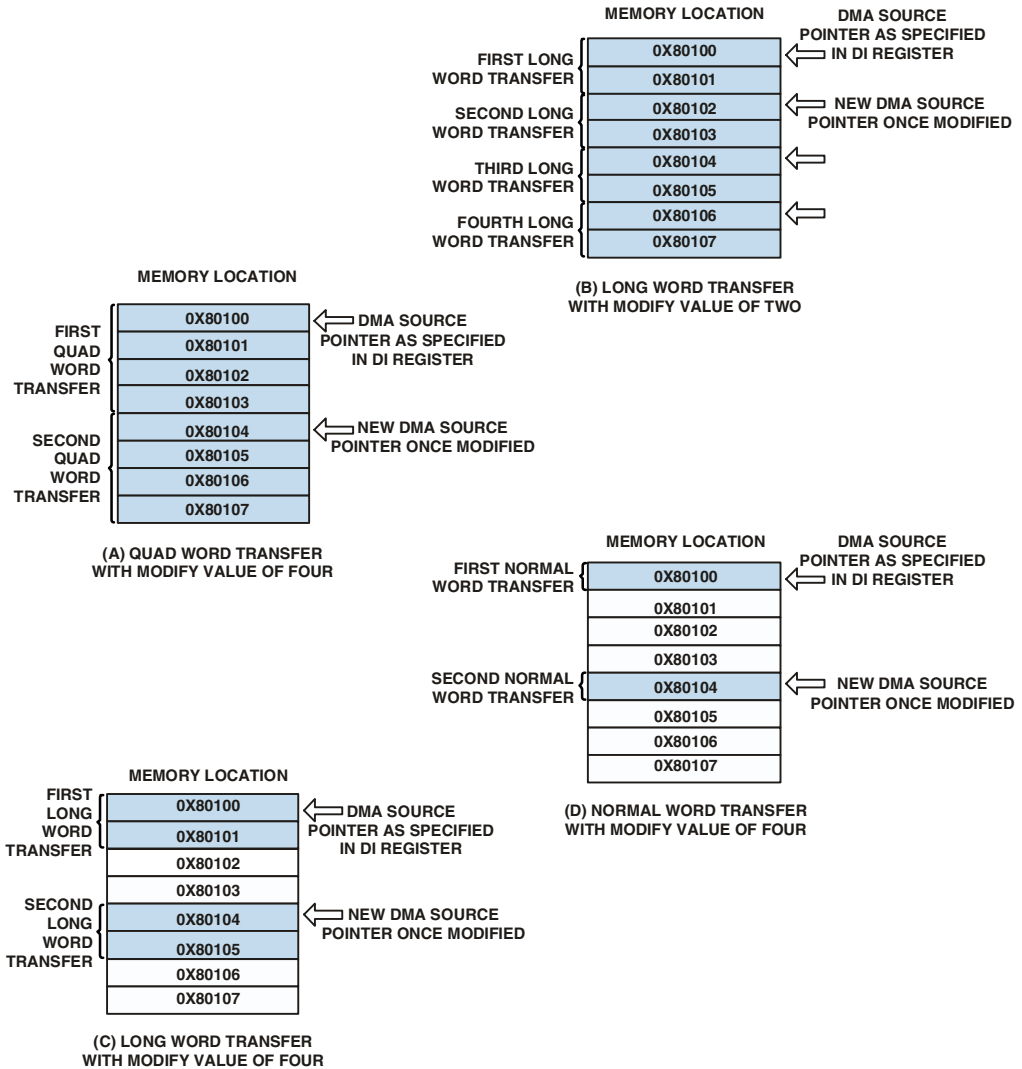 MEMORY LOCATION
DMA SOURCE
POINTER AS SPECIFIED
IN DI REGISTER
FIRST LONG
WORD TRANSFER
0X80100
0X80101
SECOND LONG
WORD TRANSFER
0X80102
0X80103
NEW DMA SOURCE
POINTER ONCE MODIFIED
THIRD LONG
WORD TRANSFER
0X80104
0X80105
FOURTH LONG
WORD TRANSFER
0X80106
0X80107
(B) LONG WORD TRANSFER
WITH MODIFY VALUE OF TWO
MEMORY LOCATION
FIRST
QUAD
WORD
TRANSFER
0X80100
0X80101
0X80102
0X80103
DMA SOURCE
POINTER AS SPECIFIED
IN DI REGISTER
SECOND
QUAD
WORD
TRANSFER
0X80104
0X80105
0X80106
0X80107
NEW DMA SOURCE
POINTER ONCE MODIFIED
(A) QUAD WORD TRANSFER
WITH MODIFY VALUE OF FOUR
MEMORY LOCATION
DMA SOURCE
POINTER AS SPECIFIED
IN DI REGISTER
FIRST NORMAL
WORD TRANSFER
0X80100
0X80101
0X80102
0X80103
SECOND NORMAL
WORD TRANSFER
0X80104
0X80105
0X80106
0X80107
NEW DMA SOURCE
POINTER ONCE MODIFIED
(D) NORMAL WORD TRANSFER
WITH MODIFY VALUE OF FOUR
MEMORY LOCATION
FIRST
LONG
WORD
TRANSFER
0X80100
0X80101
0X80102
0X80103
DMA SOURCE
POINTER AS SPECIFIED
IN DI REGISTER
SECOND
LONG
WORD
TRANSFER
0X80104
0X80105
0X80106
0X80107
NEW DMA SOURCE
POINTER ONCE MODIFIED
(C) LONG WORD TRANSFER
WITH MODIFY VALUE OF FOUR